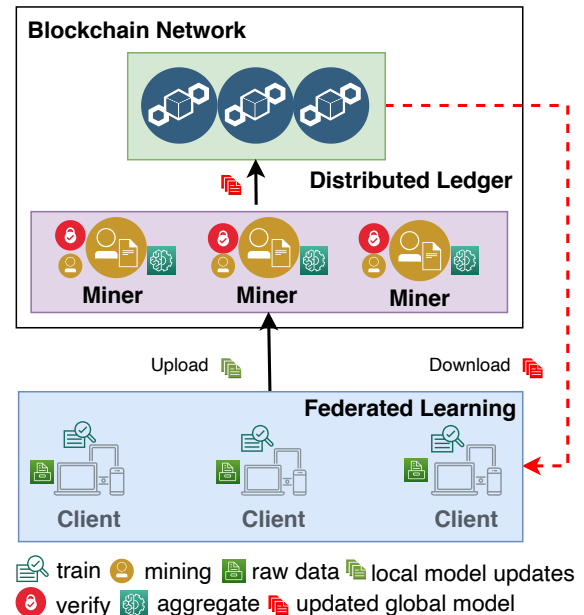 Blockchain Network
Distributed Ledger
Miner Miner Miner
Upload Download
Federated Learning
Client Client Client
train mining raw data local model updates
verify aggregate updated global model